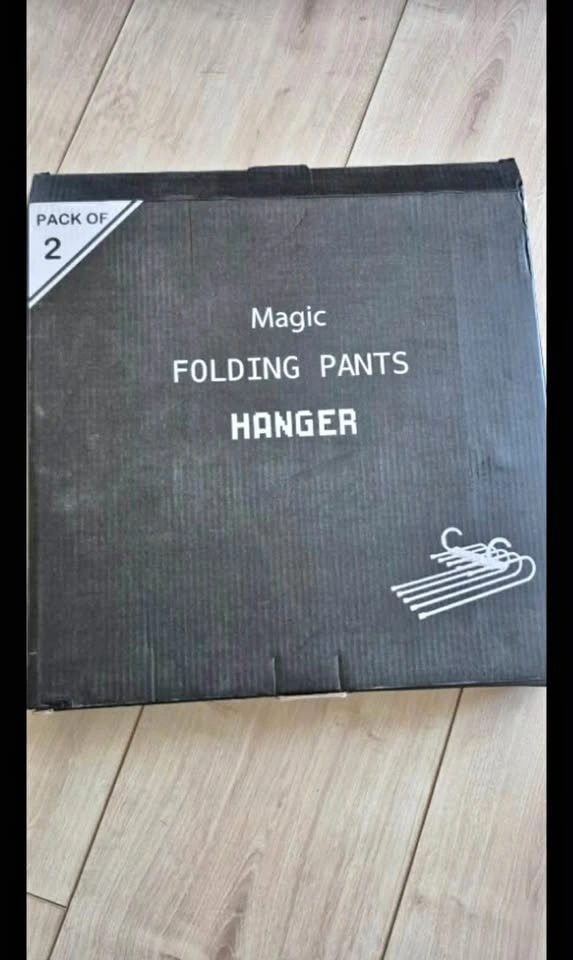 PACK OF
2
Magic
FOLDING PANTS
HANGER